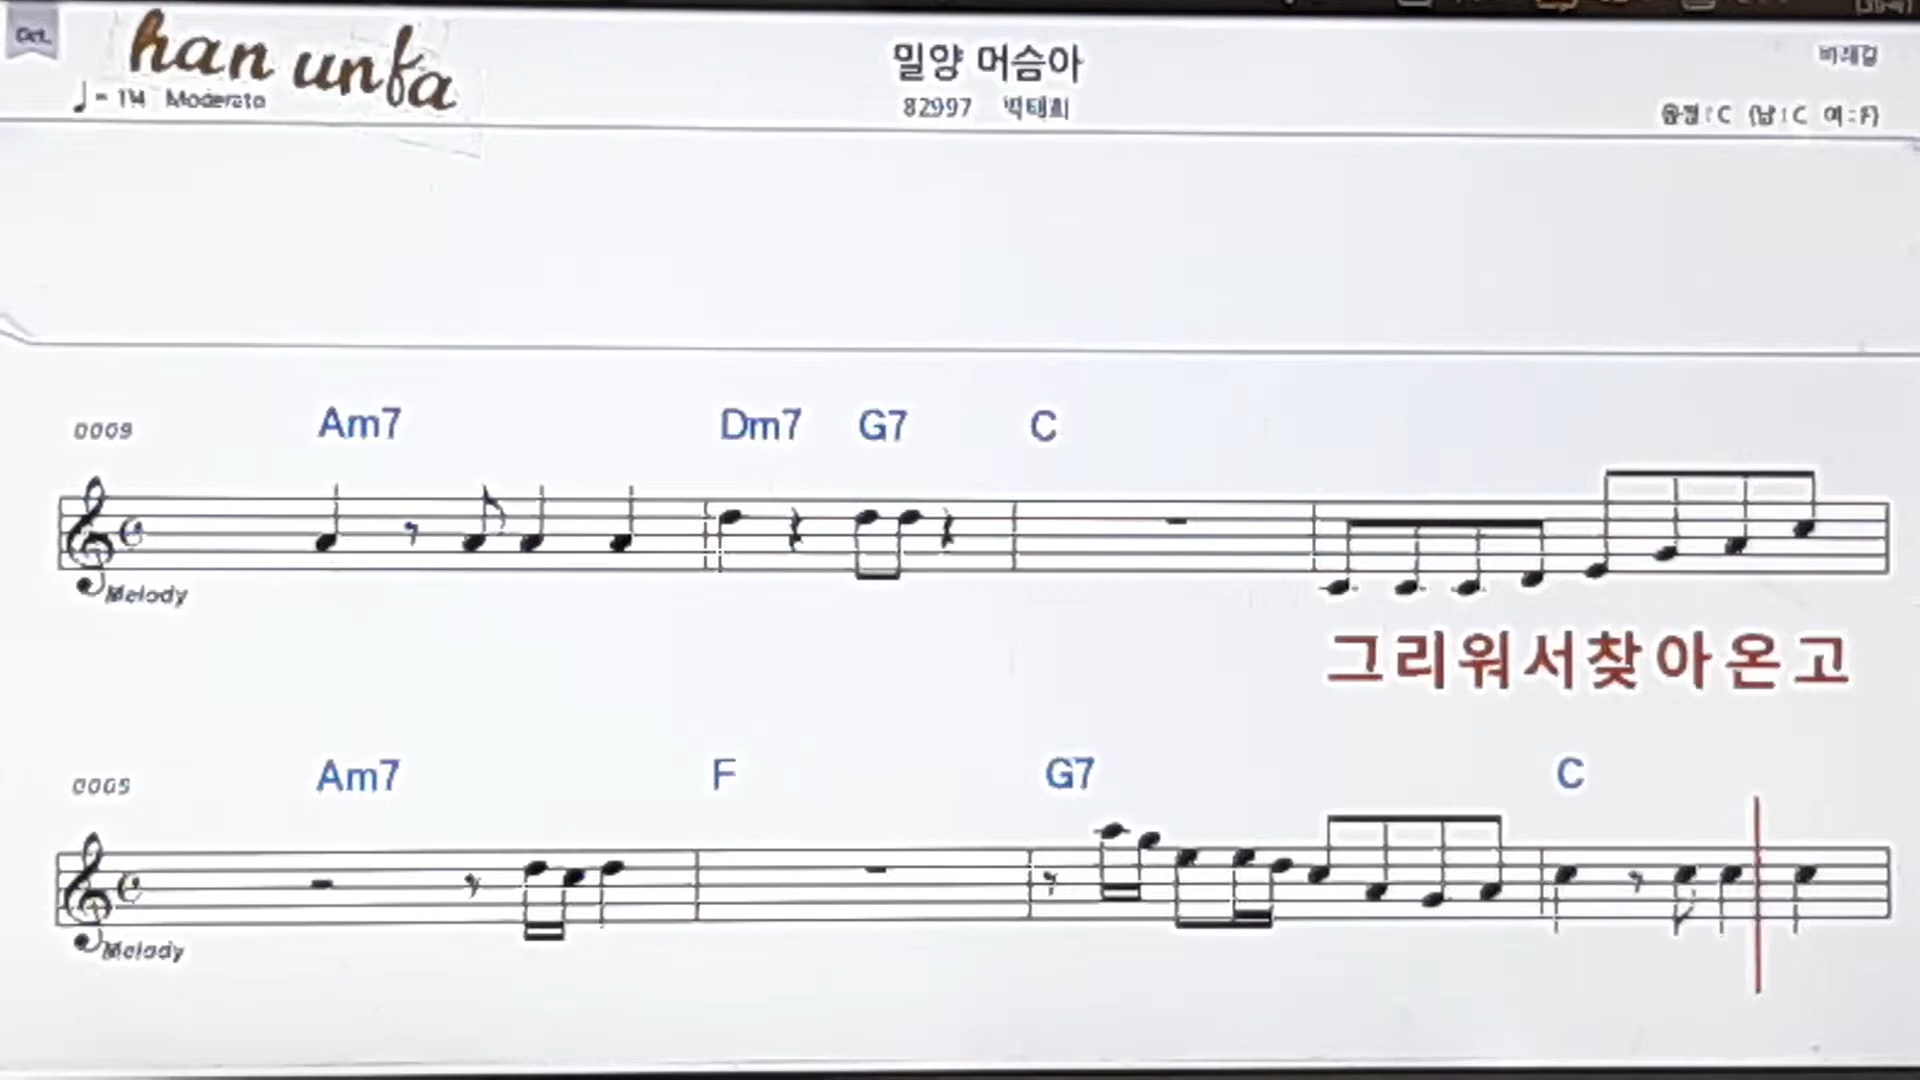 han unfa
밀양 머슴아
♩= 114 Moderato
82997 박태희
음정:C (남:C 여:F)
0009 Am7 Dm7 G7 C
Melody
그리워서찾아온고
0005 Am7 F G7 C
Melody